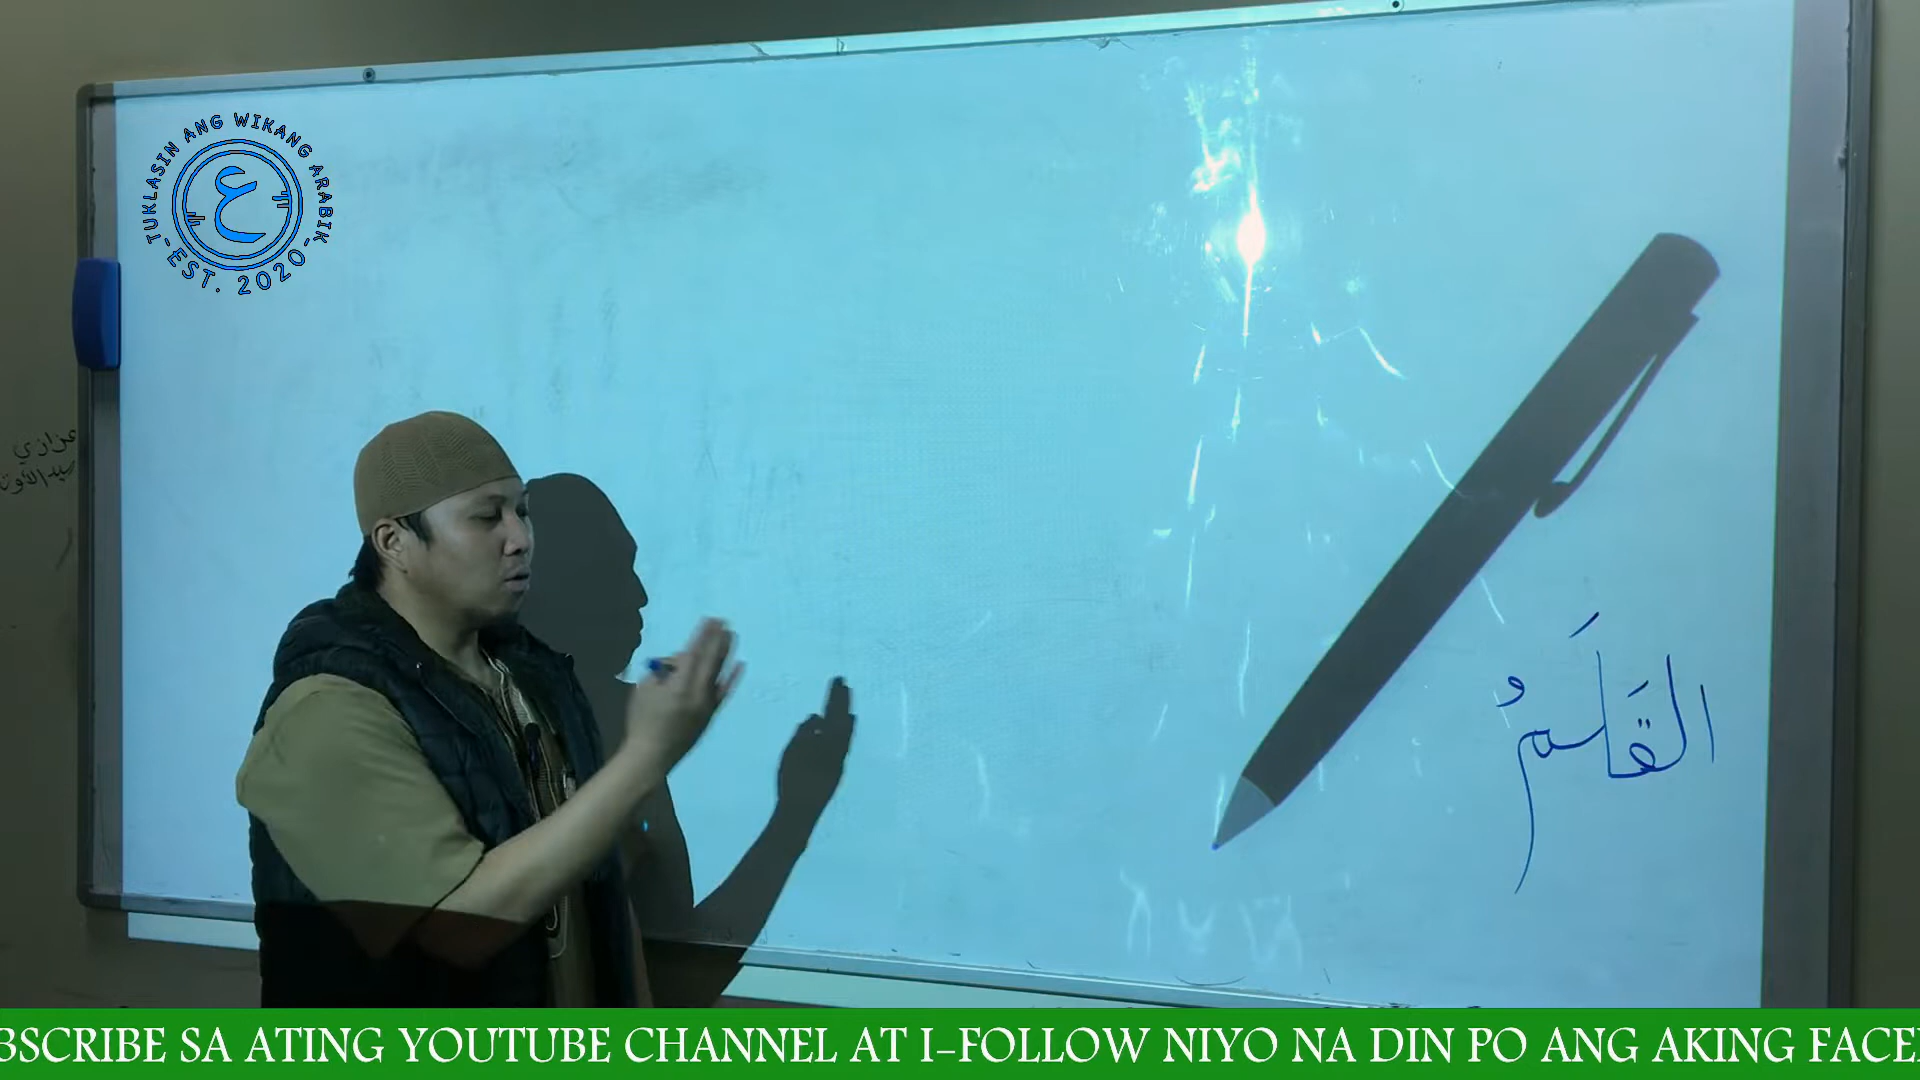 TUKLASIN ANG WIKANG ARABIK
ع
-EST. 2020-
القَلَمُ
BSCRIBE SA ATING YOUTUBE CHANNEL AT I-FOLLOW NIYO NA DIN PO ANG AKING FACE